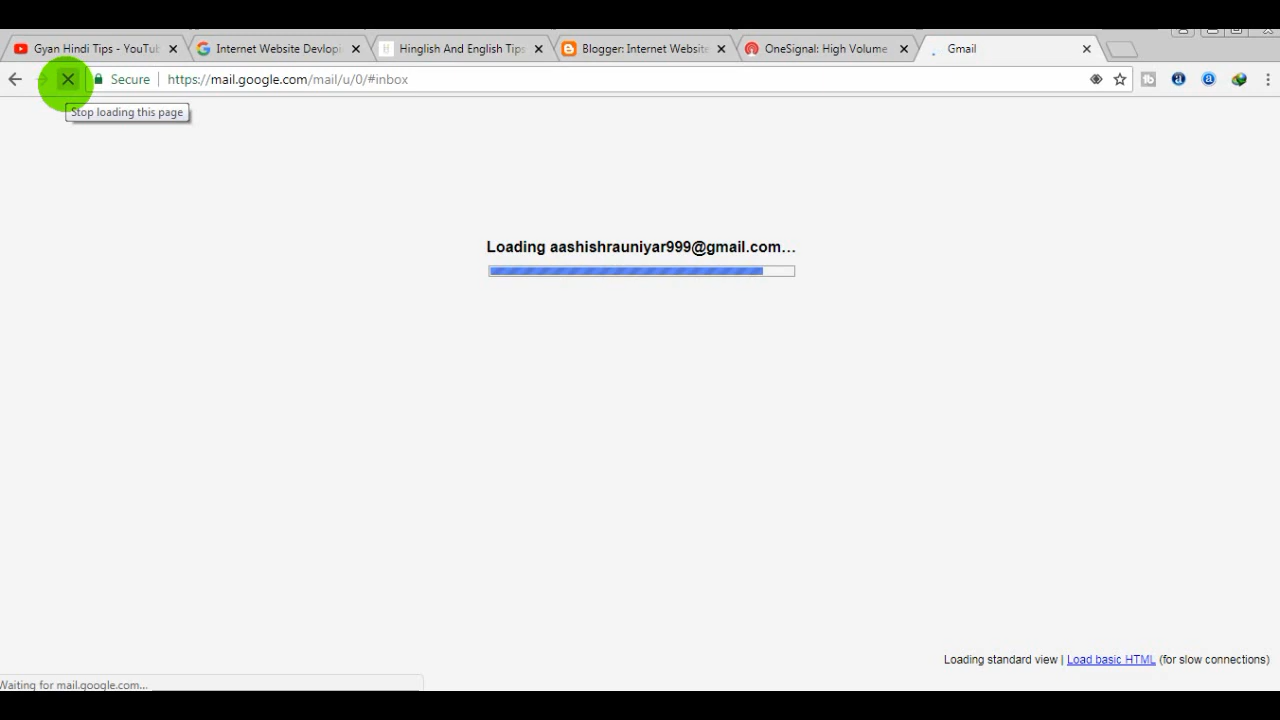 Gyan Hindi Tips - YouTu
Internet Website Devlopi
Hinglish And English Tips
Blogger: Internet Website
OneSignal: High Volume
Gmail
Secure
https://mail.google.com/mail/u/0/#inbox
Stop loading this page
Loading aashishrauniyar999@gmail.com…
Loading standard view | Load basic HTML (for slow connections)
Waiting for mail.google.com...